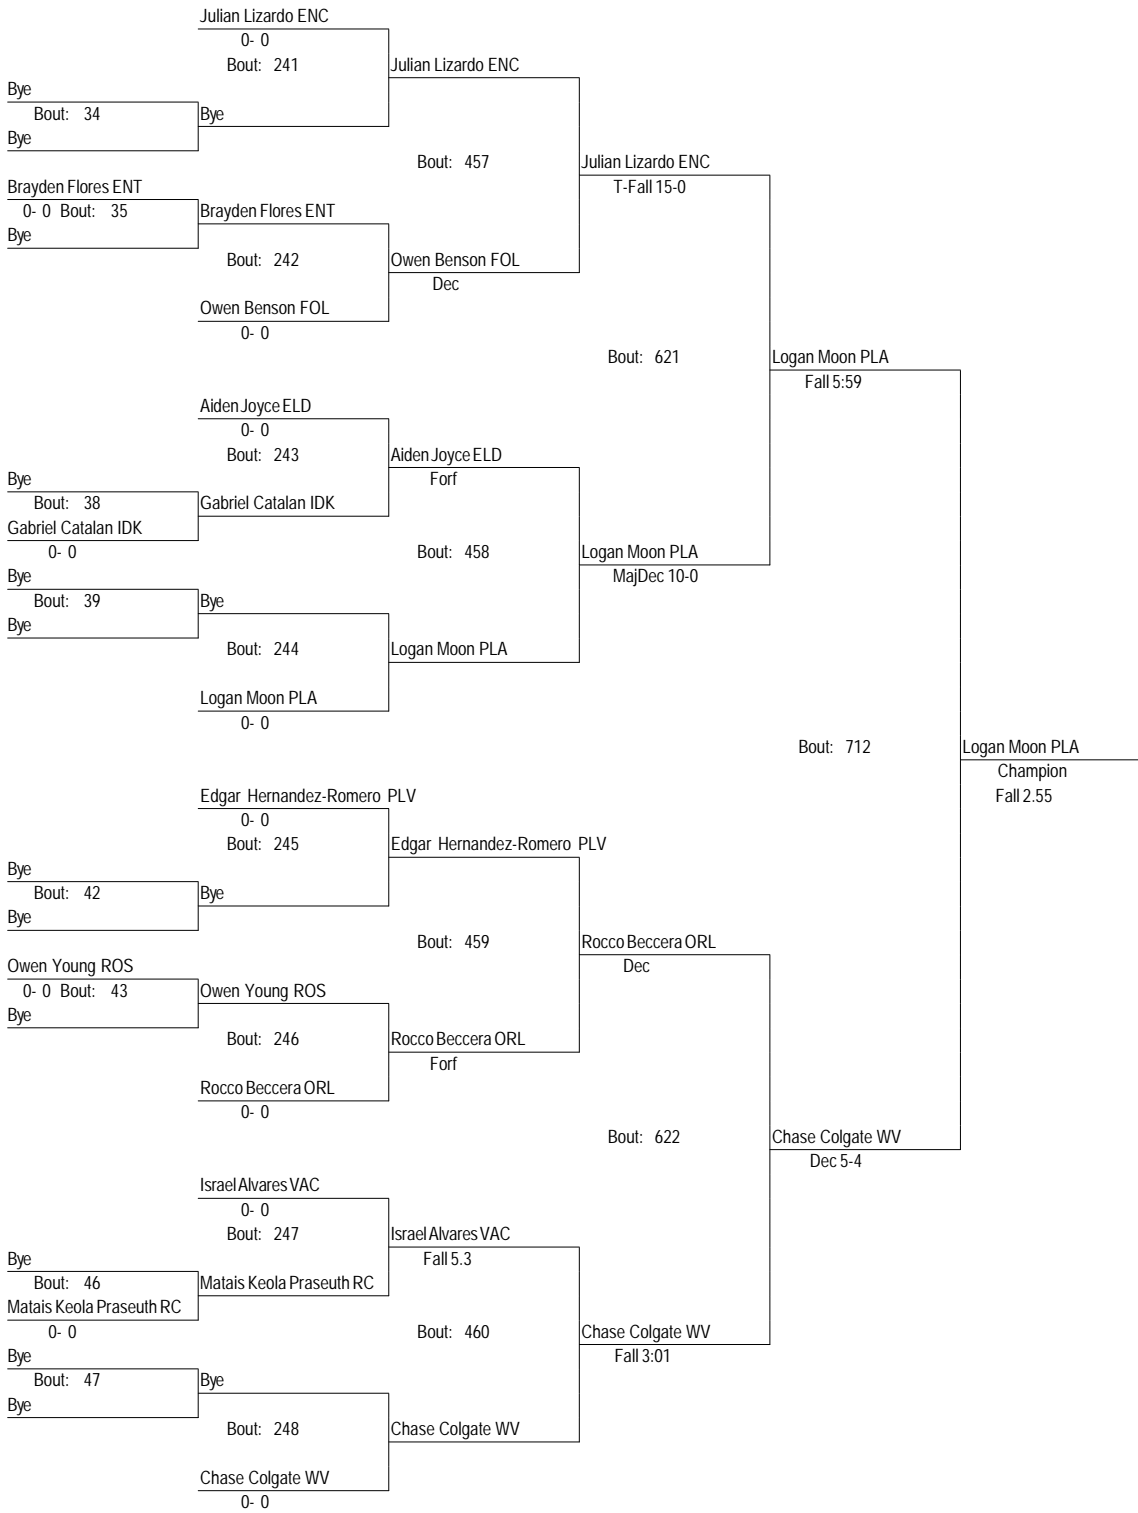 Julian Lizardo ENC
0- 0
Bout: 241 Julian Lizardo ENC
Bye
Bout: 34 Bye
Bye
Bout: 457 Julian Lizardo ENC
T-Fall 15-0
Brayden Flores ENT
0- 0 Bout: 35 Brayden Flores ENT
Bye
Bout: 242 Owen Benson FOL
Dec
Owen Benson FOL
0- 0
Bout: 621 Logan Moon PLA
Fall 5:59
Aiden Joyce ELD
0- 0
Bout: 243 Aiden Joyce ELD
Forf
Bye
Bout: 38 Gabriel Catalan IDK
Gabriel Catalan IDK
0- 0
Bout: 458 Logan Moon PLA
MajDec 10-0
Bye
Bout: 39 Bye
Bye
Bout: 244 Logan Moon PLA
Logan Moon PLA
0- 0
Bout: 712 Logan Moon PLA
Champion
Fall 2.55
Edgar Hernandez-Romero PLV
0- 0
Bout: 245 Edgar Hernandez-Romero PLV
Bye
Bout: 42 Bye
Bye
Bout: 459 Rocco Beccera ORL
Dec
Owen Young ROS
0- 0 Bout: 43 Owen Young ROS
Bye
Bout: 246 Rocco Beccera ORL
Forf
Rocco Beccera ORL
0- 0
Bout: 622 Chase Colgate WV
Dec 5-4
Israel Alvares VAC
0- 0
Bout: 247 Israel Alvares VAC
Fall 5.3
Bye
Bout: 46 Matais Keola Praseuth RC
Matais Keola Praseuth RC
0- 0
Bout: 460 Chase Colgate WV
Fall 3:01
Bye
Bout: 47 Bye
Bye
Bout: 248 Chase Colgate WV
Chase Colgate WV
0- 0